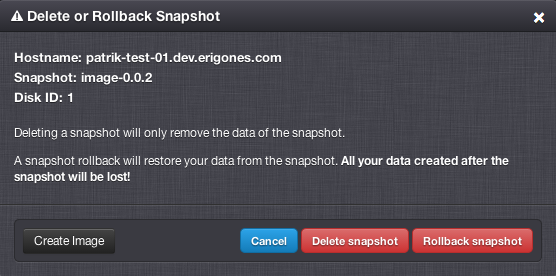 Delete or Rollback Snapshot
Hostname: patrik-test-01.dev.erigones.com
Snapshot: image-0.0.2
Disk ID: 1
Deleting a snapshot will only remove the data of the snapshot.
A snapshot rollback will restore your data from the snapshot. All your data created after the
snapshot will be lost!
Create Image
Cancel
Delete snapshot
Rollback snapshot